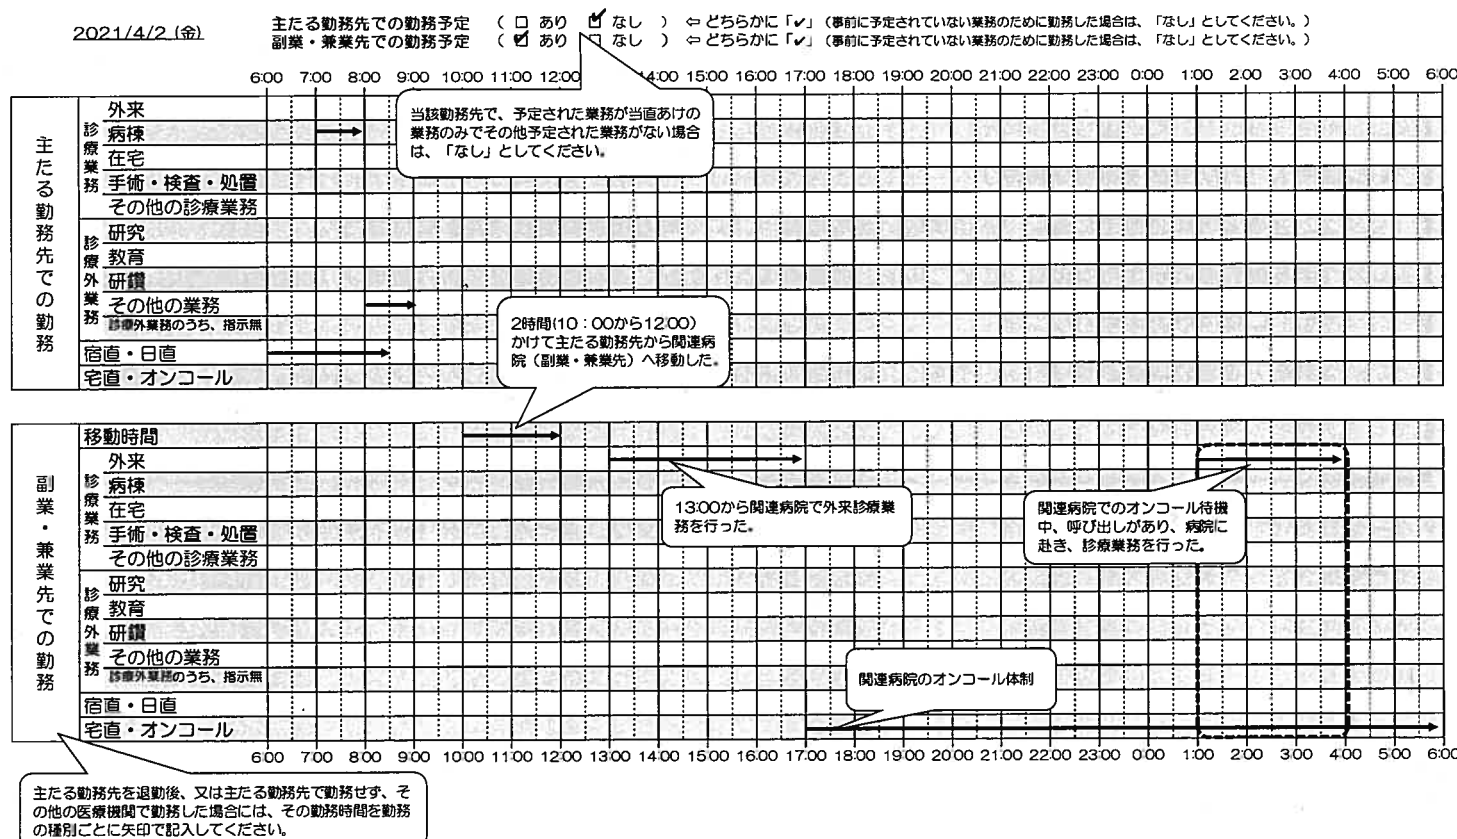 2021/4/2 (金)
主たる勤務先での勤務予定 ( □ あり ☑ なし ) ⇦ どちらかに「✔」(事前に予定されていない業務のために勤務した場合は、「なし」としてください。)
副業・兼業先での勤務予定 ( ☑ あり □ なし ) ⇦ どちらかに「✔」(事前に予定されていない業務のために勤務した場合は、「なし」としてください。)
6:00 7:00 8:00 9:00 10:00 11:00 12:00 14:00 15:00 16:00 17:00 18:00 19:00 20:00 21:00 22:00 23:00 0:00 1:00 2:00 3:00 4:00 5:00 6:00
当該勤務先で、予定された業務が当直あけの
業務のみでその他予定された業務がない場合
は、「なし」としてください。
主たる勤務先での勤務
診療業務
外来
病棟
在宅
手術・検査・処置
その他の診療業務
診療外業務
研究
教育
研鑽
その他の業務
診療外業務のうち、指示無
宿直・日直
宅直・オンコール
2時間(10:00から12:00)
かけて主たる勤務先から関連病
院(副業・兼業先)へ移動した。
副業・兼業先での勤務
移動時間
診療業務
外来
病棟
在宅
手術・検査・処置
その他の診療業務
診療外業務
研究
教育
研鑽
その他の業務
診療外業務のうち、指示無
宿直・日直
宅直・オンコール
13:00から関連病院で外来診療業
務を行った。
関連病院でのオンコール待機
中、呼び出しがあり、病院に
赴き、診療業務を行った。
関連病院のオンコール体制
6:00 7:00 8:00 9:00 10:00 11:00 12:00 13:00 14:00 15:00 16:00 17:00 18:00 19:00 20:00 21:00 22:00 23:00 0:00 1:00 2:00 3:00 4:00 5:00 6:00
主たる勤務先を退勤後、又は主たる勤務先で勤務せず、そ
の他の医療機関で勤務した場合には、その勤務時間を勤務
の種別ごとに矢印で記入してください。